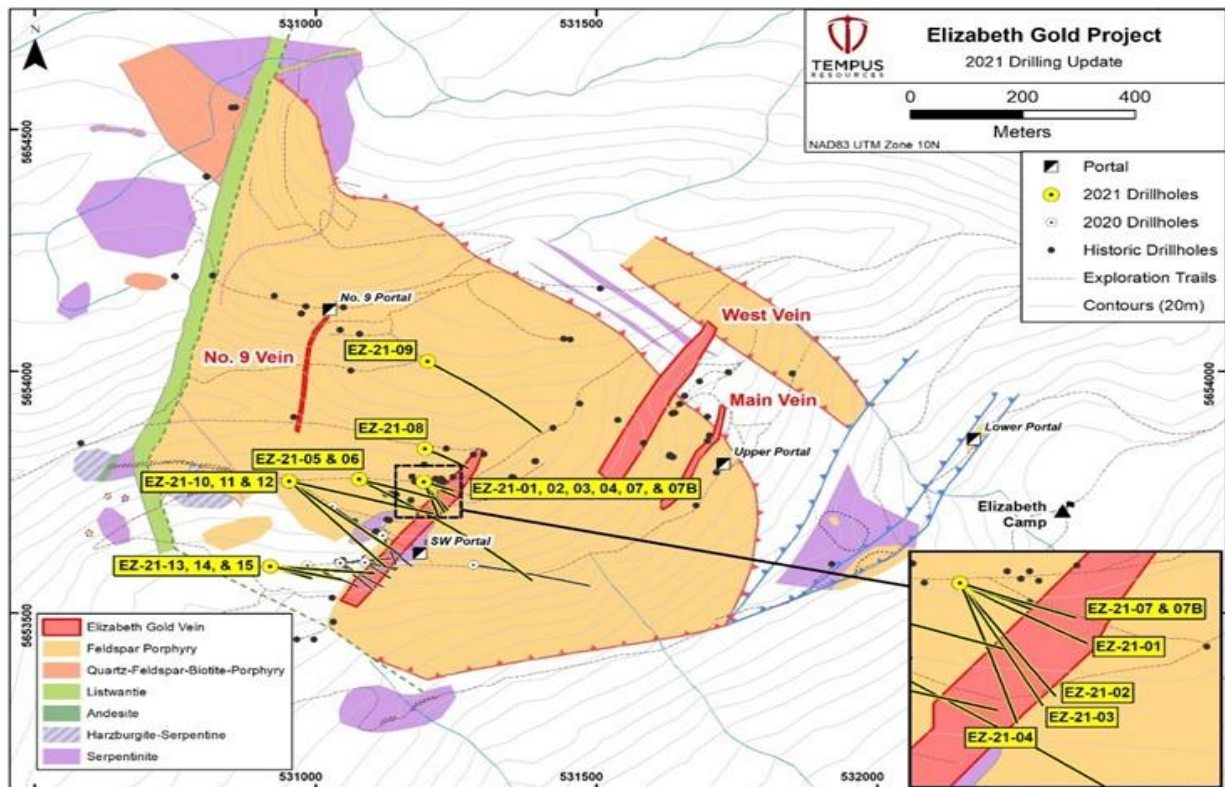 531000
531500
Z
TEMPUS
RESOURCES
Elizabeth Gold Project
2021 Drilling Update
0
200
400
Meters
NAD83 UTM Zone 10N
Portal
2021 Drillholes
2020 Drillholes
Historic Drillholes
Exploration Trails
Contours (20m)
5654500
5654000
5653500
5654000
No. 9 Portal
No. 9 Vein
EZ-21-09
West Vein
Main Vein
Upper Portal
Lower Portal
EZ-21-08
EZ-21-05 & 06
EZ-21-10, 11 & 12
EZ-21-01, 02, 03, 04, 07, & 07B
Elizabeth
Camp
SW Portal
EZ-21-13, 14, & 15
EZ-21-07 & 07B
EZ-21-01
EZ-21-02
EZ-21-03
EZ-21-04
Elizabeth Gold Vein
Feldspar Porphyry
Quartz-Feldspar-Biotite-Porphyry
Listwantie
Andesite
Harzburgite-Serpentine
Serpentinite
531000
531500
532000